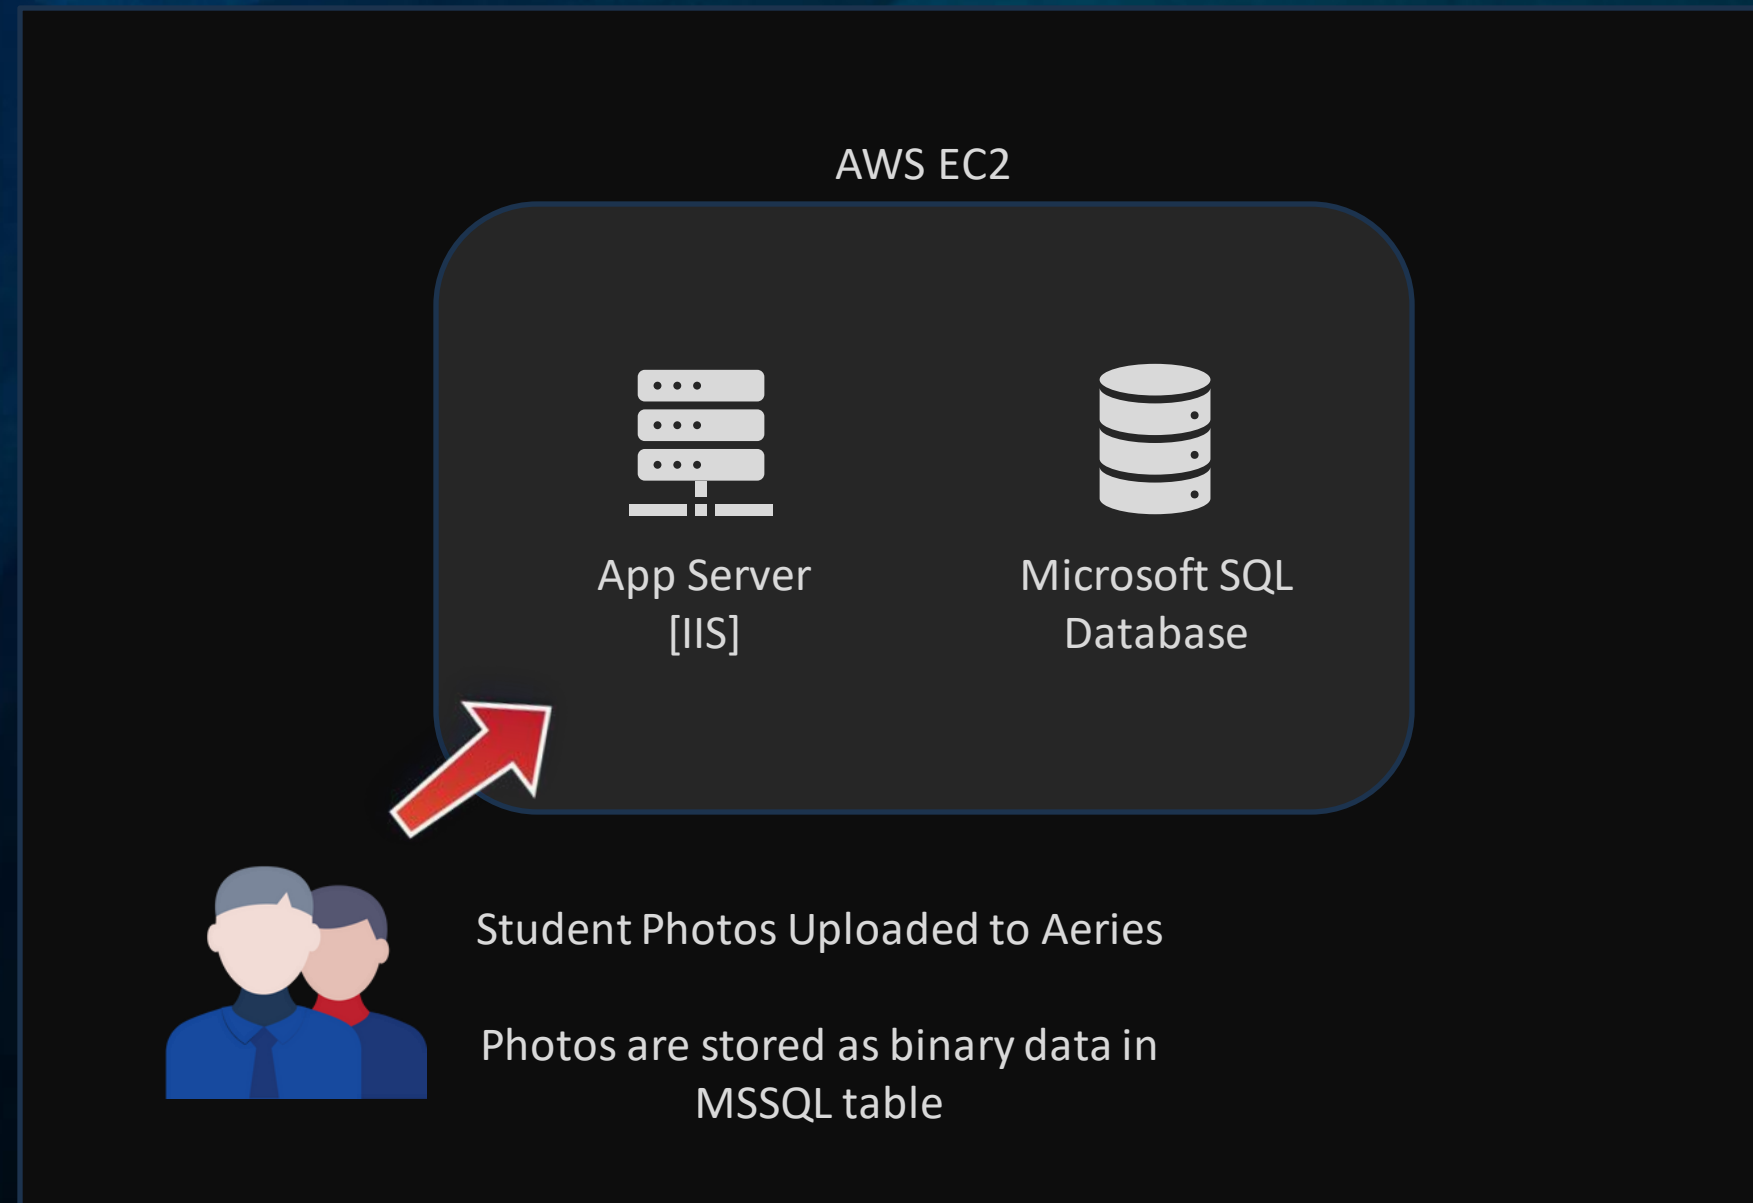 AWS EC2
App Server
[IIS]
Microsoft SQL
Database
Student Photos Uploaded to Aeries
Photos are stored as binary data in
MSSQL table